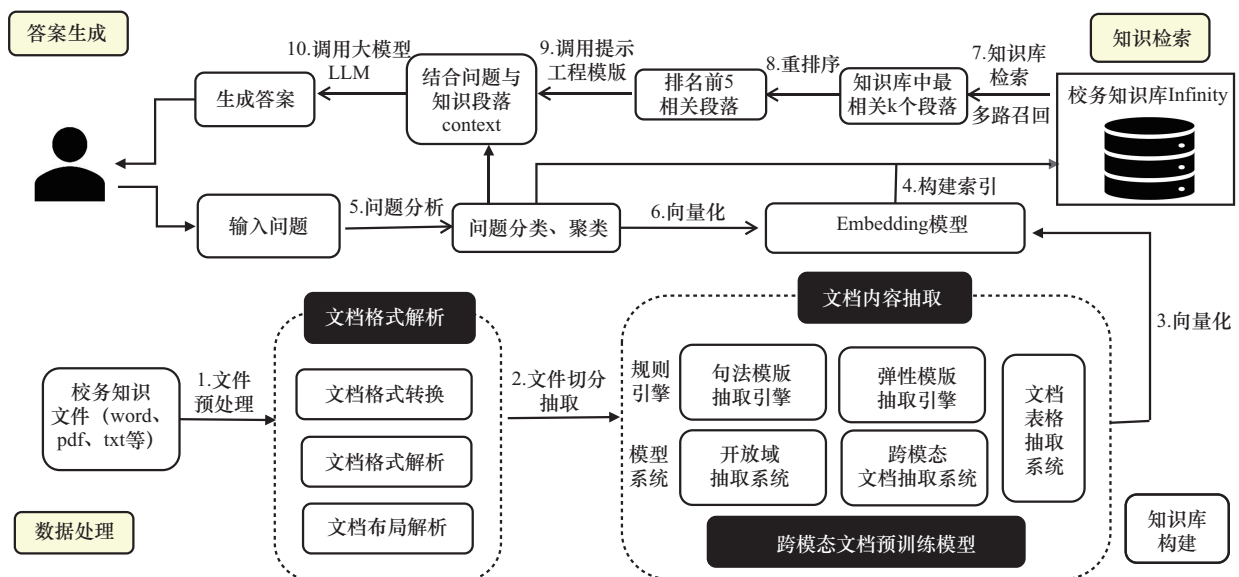 答案生成
知识检索
10.调用大模型
LLM
9.调用提示
工程模版
8.重排序
7.知识库
检索
多路召回
生成答案
结合问题与
知识段落
context
排名前5
相关段落
知识库中最
相关k个段落
校务知识库Infinity
输入问题
5.问题分析
问题分类、聚类
6.向量化
4.构建索引
Embedding模型
3.向量化
文档格式解析
文档内容抽取
校务知识
文件（word、
pdf、txt等）
1.文件
预处理
文档格式转换
文档格式解析
文档布局解析
2.文件切分
抽取
规则
引擎
句法模版
抽取引擎
弹性模版
抽取引擎
模型
系统
开放域
抽取系统
跨模态
文档抽取系统
文档
表格
抽取
系统
跨模态文档预训练模型
数据处理
知识库
构建